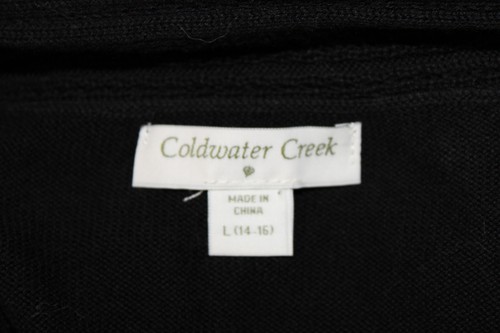 Coldwater Creek
MADE IN
CHINA
L (14-16)